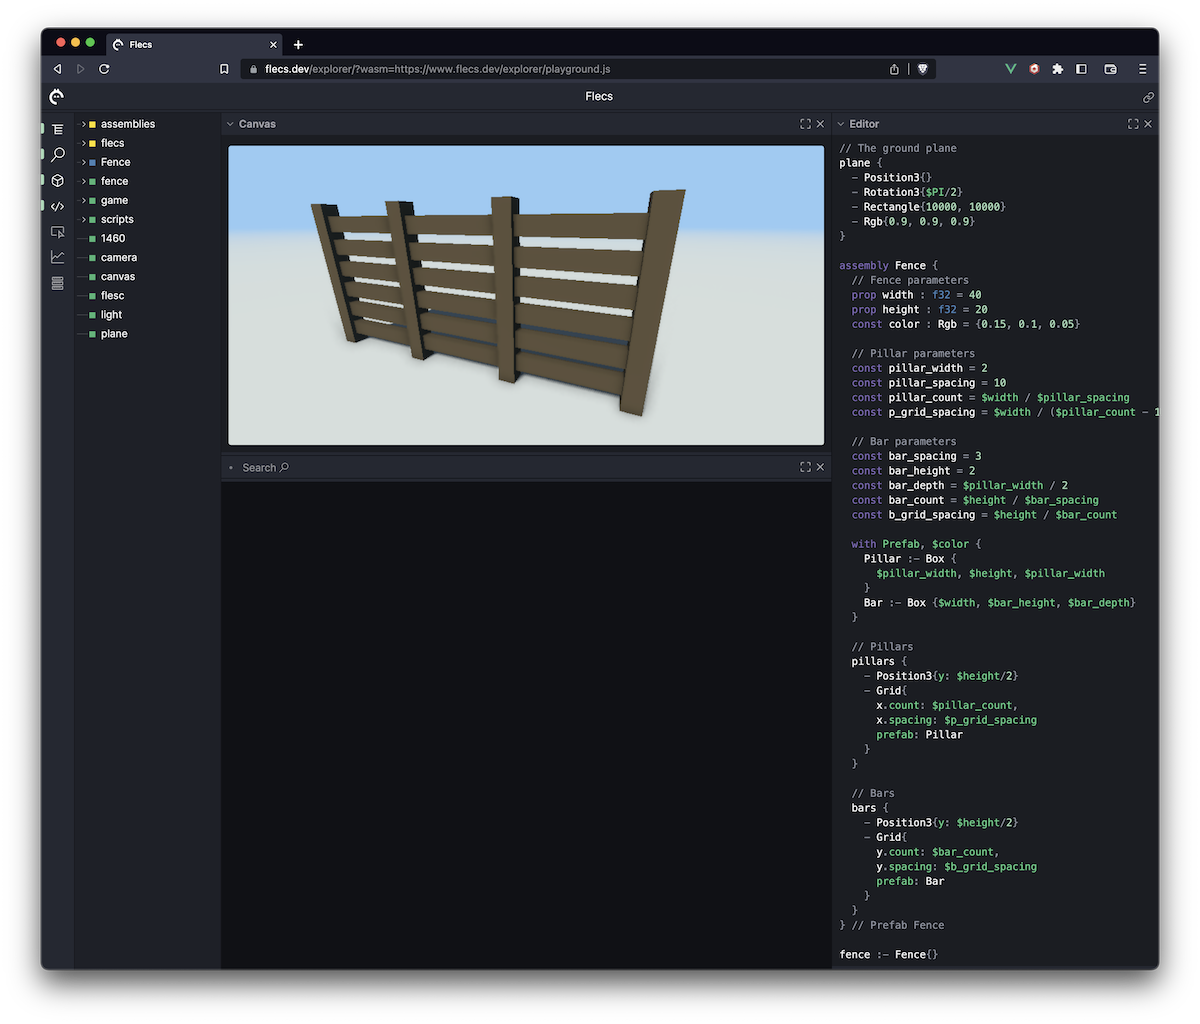 Flecs
flecs.dev/explorer/?wasm=https://www.flecs.dev/explorer/playground.js
Flecs
assemblies
flecs
Fence
fence
game
scripts
1460
camera
canvas
flesc
light
plane
Canvas
Search
Editor
// The ground plane
plane {
- Position3{}
- Rotation3{$PI/2}
- Rectangle{10000, 10000}
- Rgb{0.9, 0.9, 0.9}
}
assembly Fence {
// Fence parameters
prop width : f32 = 40
prop height : f32 = 20
const color : Rgb = {0.15, 0.1, 0.05}
// Pillar parameters
const pillar_width = 2
const pillar_spacing = 10
const pillar_count = $width / $pillar_spacing
const p_grid_spacing = $width / ($pillar_count - 1
// Bar parameters
const bar_spacing = 3
const bar_height = 2
const bar_depth = $pillar_width / 2
const bar_count = $height / $bar_spacing
const b_grid_spacing = $height / $bar_count
with Prefab, $color {
Pillar :- Box {
$pillar_width, $height, $pillar_width
}
Bar :- Box {$width, $bar_height, $bar_depth}
}
// Pillars
pillars {
- Position3{y: $height/2}
- Grid{
x.count: $pillar_count,
x.spacing: $p_grid_spacing
prefab: Pillar
}
}
// Bars
bars {
- Position3{y: $height/2}
- Grid{
y.count: $bar_count,
y.spacing: $b_grid_spacing
prefab: Bar
}
}
} // Prefab Fence
fence :- Fence{}